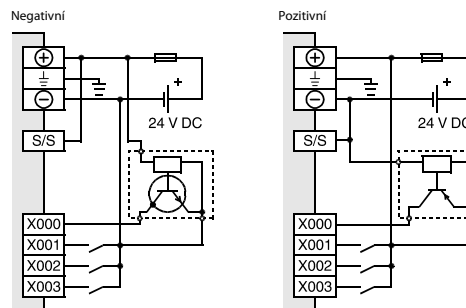 Negativní
Pozitivní
+
24 V DC
S/S
X000
X001
X002
X003
+
24 V DC
S/S
X000
X001
X002
X003